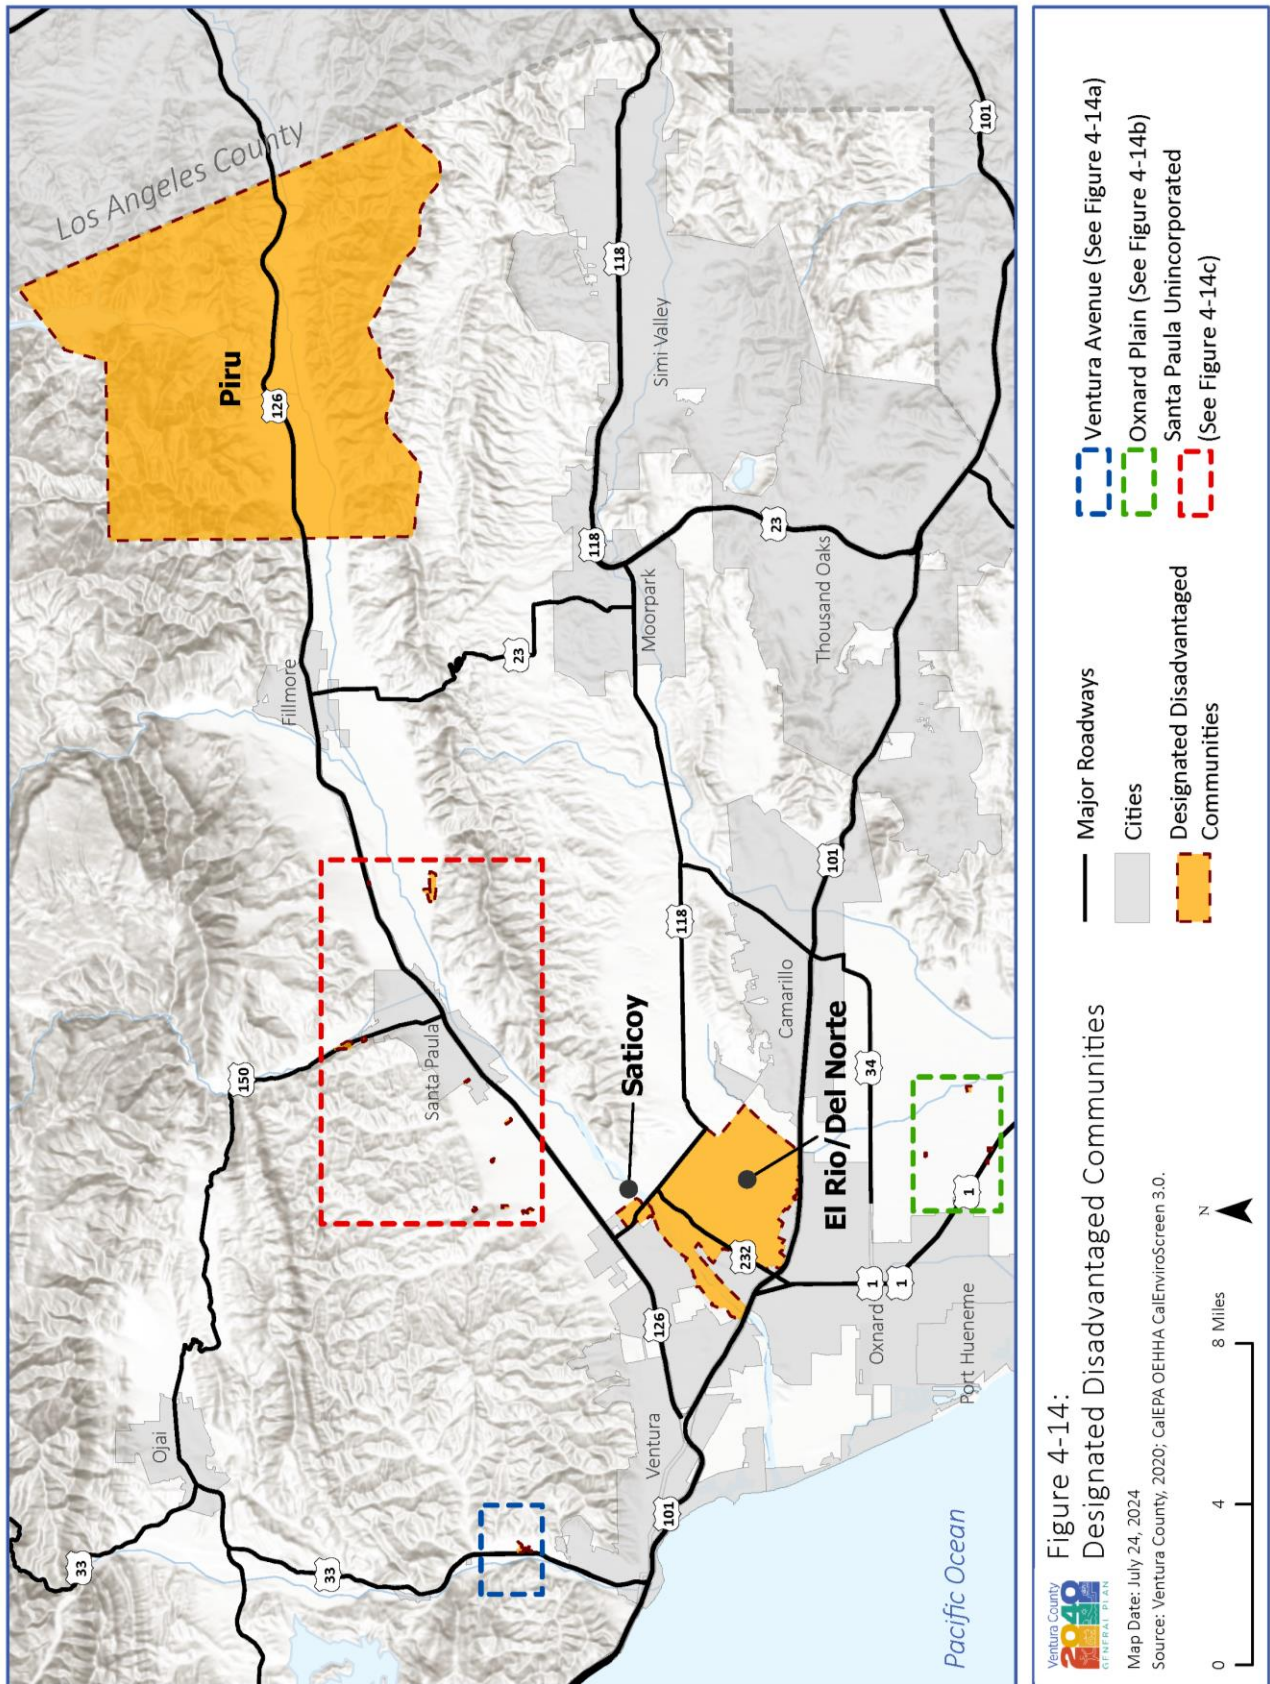 Los Angeles County
Piru
126
Fillmore
Santa Paula
150
Ojai
33
33
23
118
118
Simi Valley
Moorpark
23
Thousand Oaks
101
101
118
Camarillo
34
Saticoy
El Rio/Del Norte
232
126
Ventura
101
Oxnard
1
1
1
Port Hueneme
Pacific Ocean
Ventura County
2040
GENERAL PLAN
Figure 4-14:
Designated Disadvantaged Communities
Map Date: July 24, 2024
Source: Ventura County, 2020; CalEPA OEHHA CalEnviroScreen 3.0.
0
4
8 Miles
N
Major Roadways
Cities
Designated Disadvantaged
Communities
Ventura Avenue (See Figure 4-14a)
Oxnard Plain (See Figure 4-14b)
Santa Paula Unincorporated
(See Figure 4-14c)